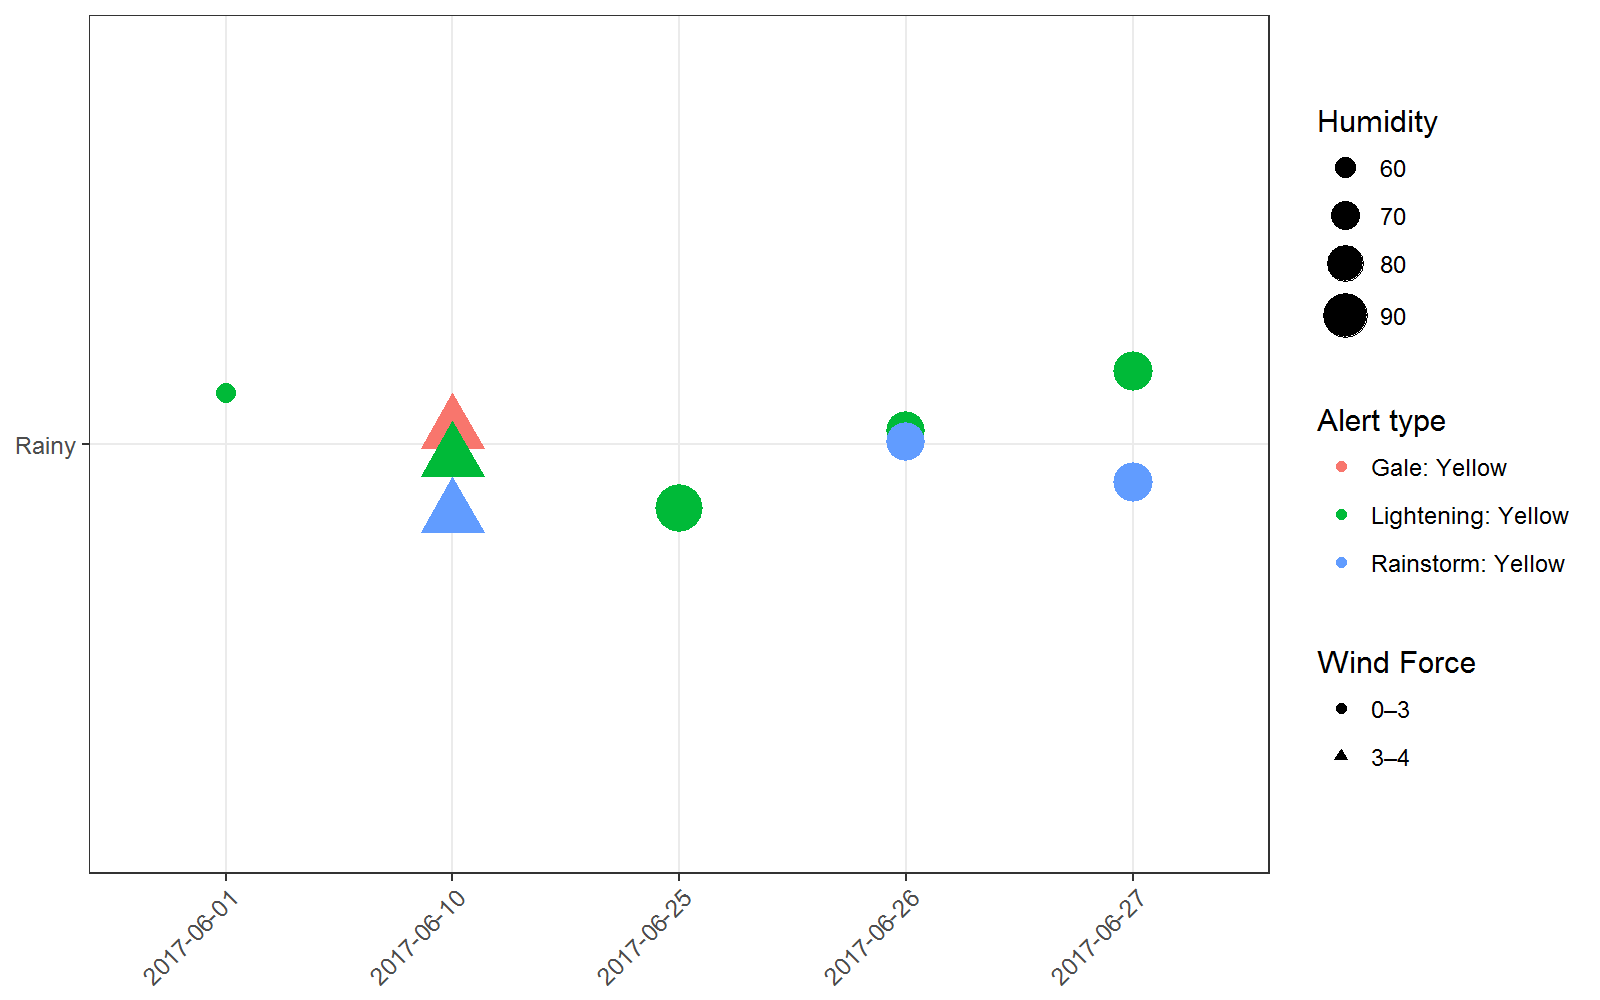 Rainy
2017-06-01
2017-06-10
2017-06-25
2017-06-26
2017-06-27
Humidity
60
70
80
90
Alert type
Gale: Yellow
Lightening: Yellow
Rainstorm: Yellow
Wind Force
0–3
3–4